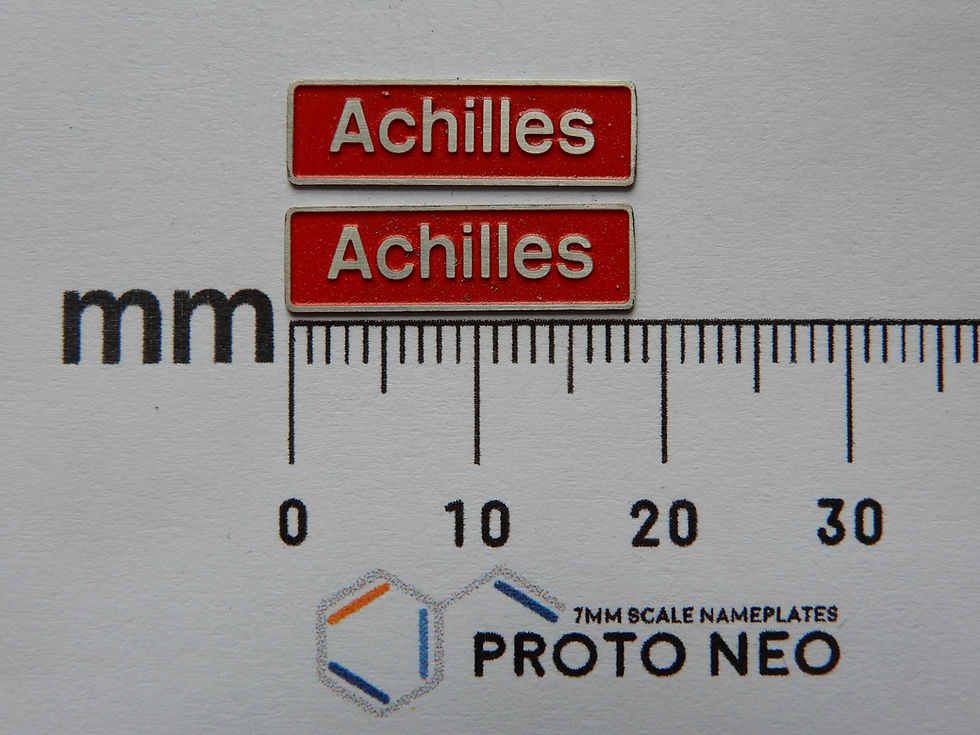 Achilles
Achilles
mm
0 10 20 30
7MM SCALE NAMEPLATES
PROTO NEO